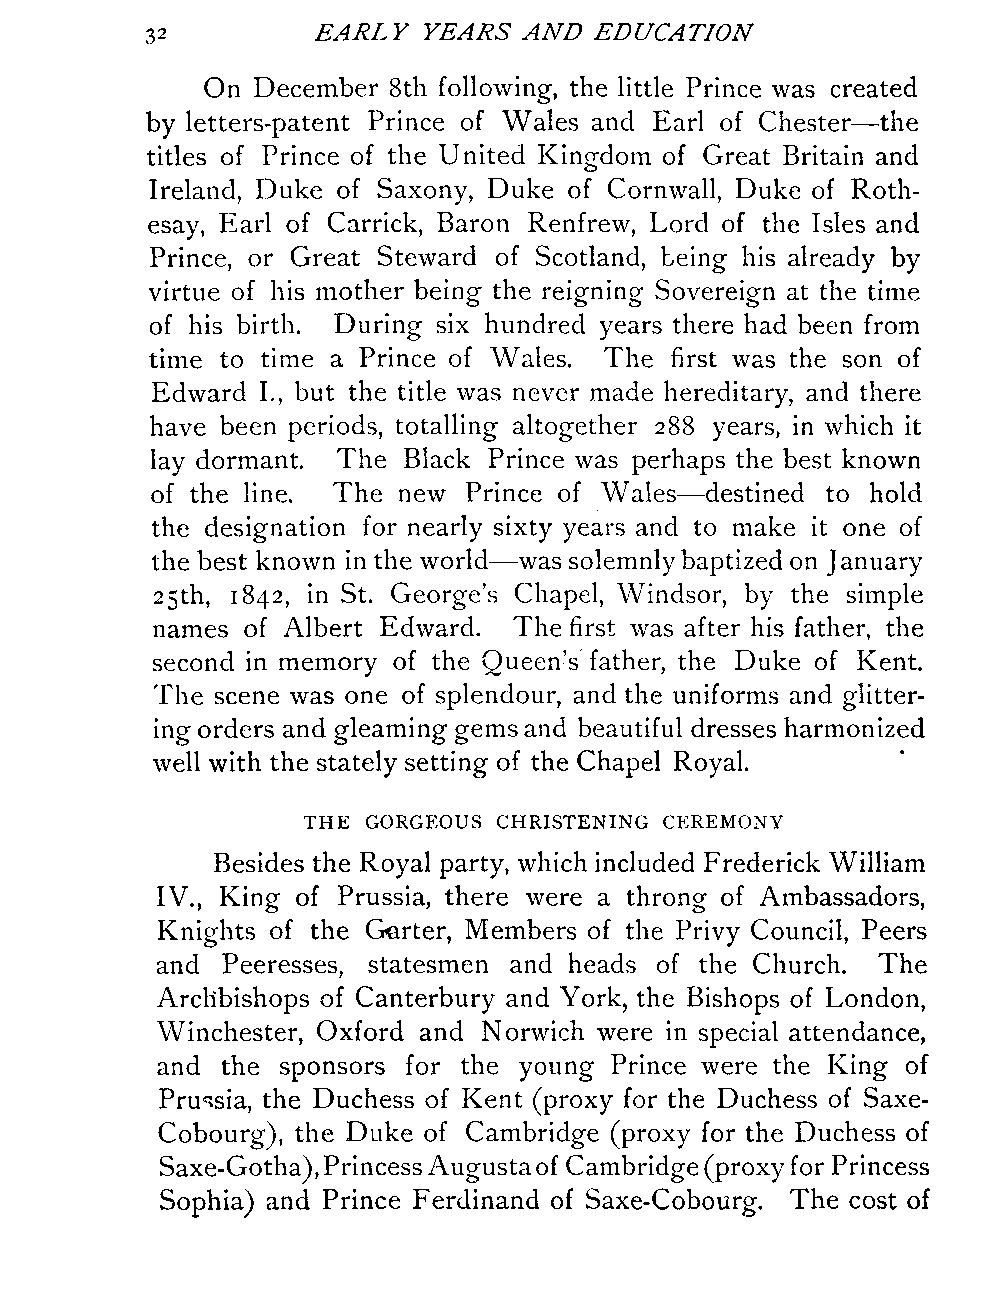 32 EARLY YEARS AND EDUCATION
On December 8th following, the little Prince was created
by letters-patent Prince of Wales and Earl of Chester—the
titles of Prince of the United Kingdom of Great Britain and
Ireland, Duke of Saxony, Duke of Cornwall, Duke of Roth-
esay, Earl of Carrick, Baron Renfrew, Lord of the Isles and
Prince, or Great Steward of Scotland, being his already by
virtue of his mother being the reigning Sovereign at the time
of his birth. During six hundred years there had been from
time to time a Prince of Wales. The first was the son of
Edward I., but the title was never made hereditary, and there
have been periods, totalling altogether 288 years, in which it
lay dormant. The Black Prince was perhaps the best known
of the line. The new Prince of Wales—destined to hold
the designation for nearly sixty years and to make it one of
the best known in the world—was solemnly baptized on January
25th, 1842, in St. George's Chapel, Windsor, by the simple
names of Albert Edward. The first was after his father, the
second in memory of the Queen's father, the Duke of Kent.
The scene was one of splendour, and the uniforms and glitter-
ing orders and gleaming gems and beautiful dresses harmonized
well with the stately setting of the Chapel Royal.
THE GORGEOUS CHRISTENING CEREMONY
Besides the Royal party, which included Frederick William
IV., King of Prussia, there were a throng of Ambassadors,
Knights of the Garter, Members of the Privy Council, Peers
and Peeresses, statesmen and heads of the Church. The
Archbishops of Canterbury and York, the Bishops of London,
Winchester, Oxford and Norwich were in special attendance,
and the sponsors for the young Prince were the King of
Prussia, the Duchess of Kent (proxy for the Duchess of Saxe-
Cobourg), the Duke of Cambridge (proxy for the Duchess of
Saxe-Gotha), Princess Augusta of Cambridge (proxy for Princess
Sophia) and Prince Ferdinand of Saxe-Cobourg. The cost of